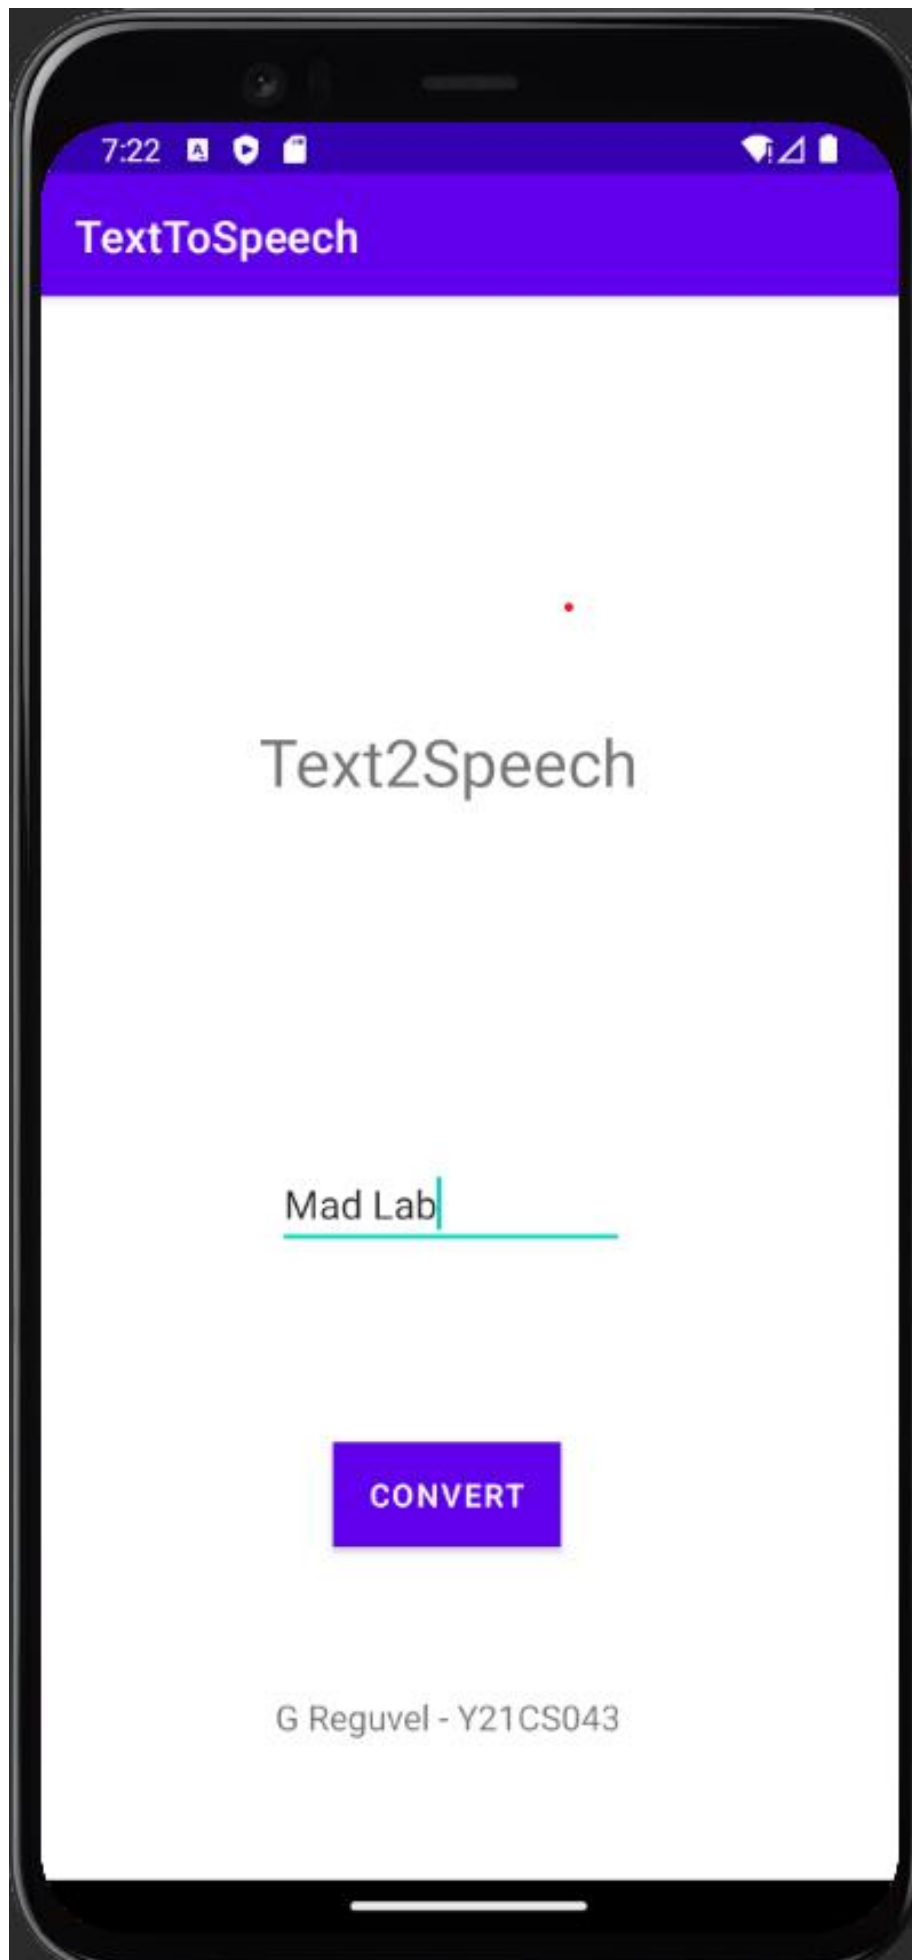 7:22
TextToSpeech
Text2Speech
Mad Lab
CONVERT
G Reguvel - Y21CS043